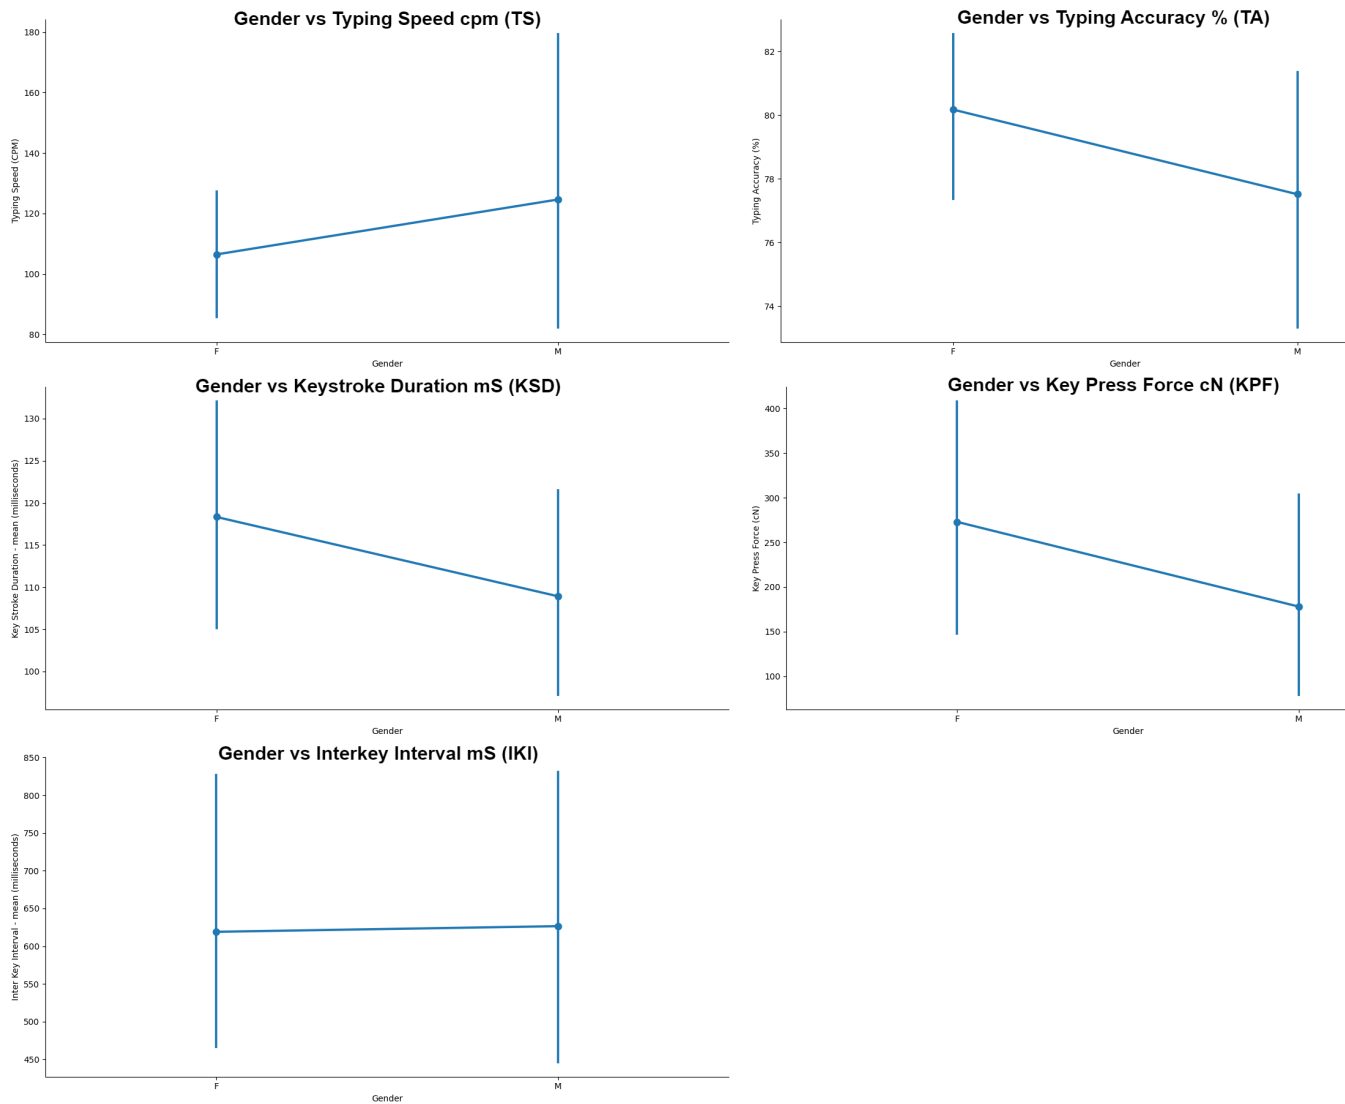 Gender vs Typing Speed cpm (TS)
180
160
140
120
100
80
Typing Speed (CPM)
F
M
Gender
Gender vs Typing Accuracy % (TA)
82
80
78
76
74
Typing Accuracy (%)
F
M
Gender
Gender vs Keystroke Duration mS (KSD)
130
125
120
115
110
105
100
Key Stroke Duration - mean (milliseconds)
F
M
Gender
Gender vs Key Press Force cN (KPF)
400
350
300
250
200
150
100
Key Press Force (cN)
F
M
Gender
Gender vs Interkey Interval mS (IKI)
850
800
750
700
650
600
550
500
450
Inter Key Interval - mean (milliseconds)
F
M
Gender